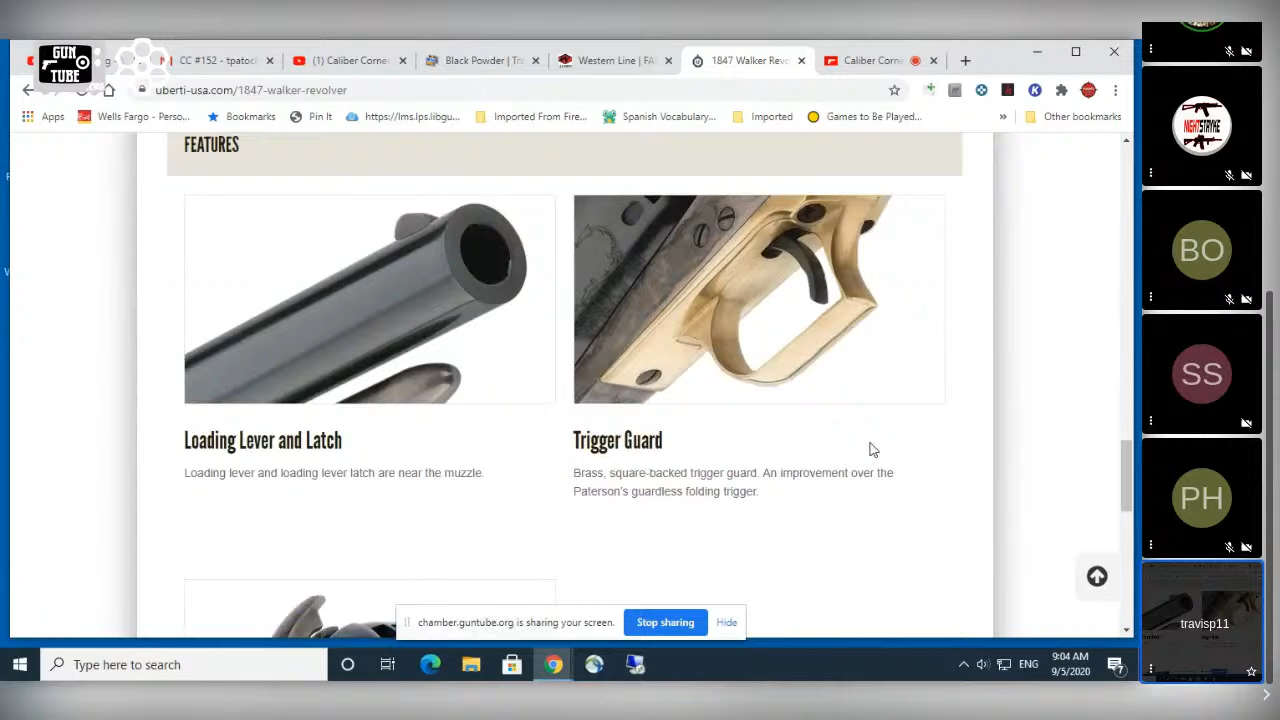 GUN
TUBE
CC #152 - tpatoch
(1) Caliber Corner
Black Powder | Tra
Western Line | FA
1847 Walker Revo
Caliber Corne
uberti-usa.com/1847-walker-revolver
Apps
Wells Fargo - Perso...
Bookmarks
Pin It
https://lms.lps.libgu...
Imported From Fire...
Spanish Vocabulary...
Imported
Games to Be Played...
Other bookmarks
FEATURES
Loading Lever and Latch
Loading lever and loading lever latch are near the muzzle.
Trigger Guard
Brass, square-backed trigger guard. An improvement over the
Paterson's guardless folding trigger.
chamber.guntube.org is sharing your screen.
Stop sharing
Hide
Type here to search
ENG
9:04 AM
9/5/2020
7
NIGHTSTRYKE
BO
SS
PH
travisp11